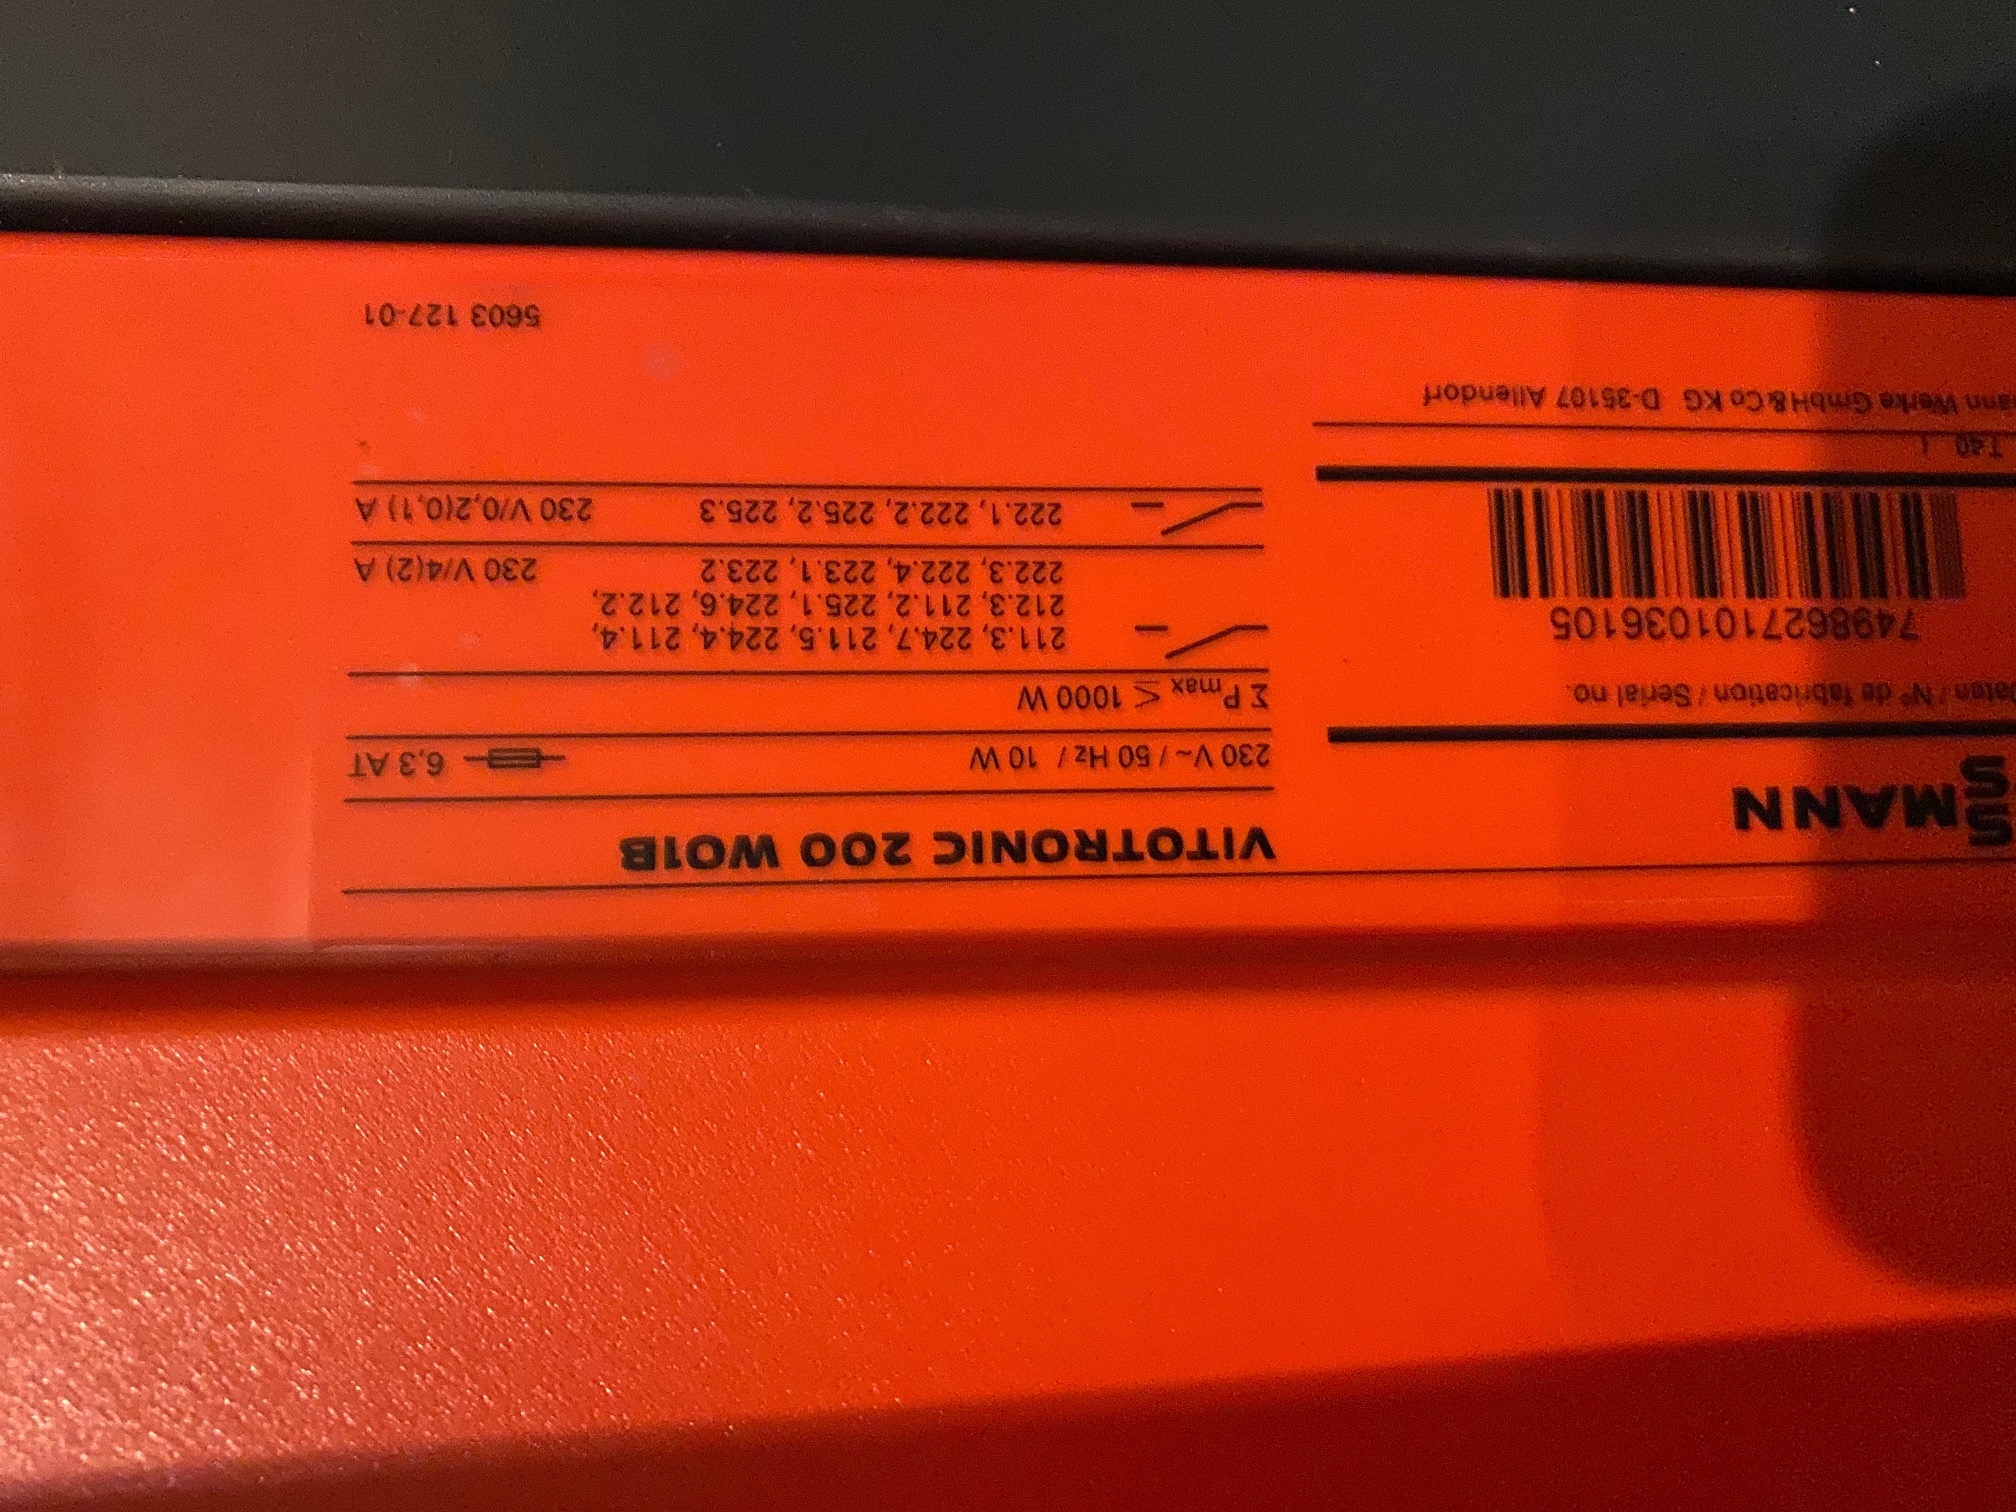 SS
MANN
VITOTRONIC 200 WO1B
230 V~ / 50 Hz / 10 W 6,3 AT
Σ Pmax ≤ 1000 W
N° de fabrication / Serial no.
7498627101036105
211.3, 224.7, 211.5, 224.4, 211.4,
212.3, 211.2, 225.1, 224.6, 212.2,
222.3, 222.4, 223.1, 223.2 230 V/4(2) A
222.1, 222.2, 225.2, 225.3 230 V/0,2(0,1) A
T40
Werke GmbH&Co KG D-35107 Allendorf
5603 127-01